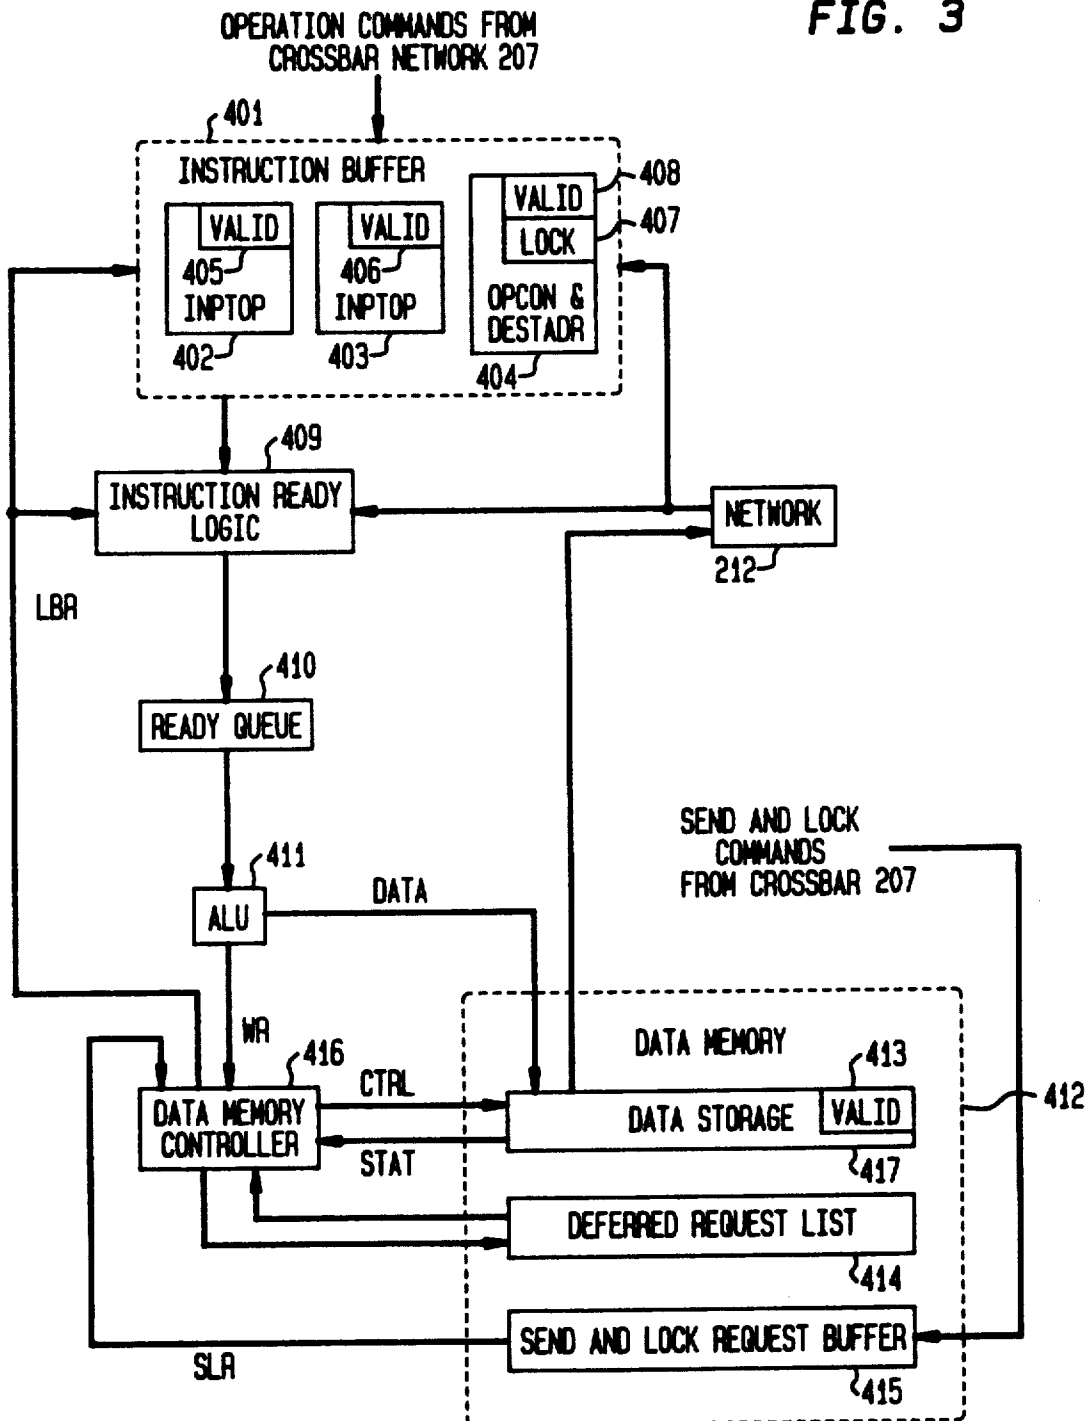 FIG. 3
OPERATION COMMANDS FROM
CROSSBAR NETWORK 207
401
INSTRUCTION BUFFER
408
VALID
VALID
VALID
407
LOCK
405
406
INPTOP
INPTOP
OPCON &
DESTADR
402
403
404
409
INSTRUCTION READY
LOGIC
NETWORK
212
LBR
410
READY QUEUE
SEND AND LOCK
COMMANDS
FROM CROSSBAR 207
411
DATA
ALU
WR
DATA MEMORY
416
413
CTRL
412
DATA MEMORY
CONTROLLER
DATA STORAGE
VALID
STAT
417
DEFERRED REQUEST LIST
414
SEND AND LOCK REQUEST BUFFER
SLR
415